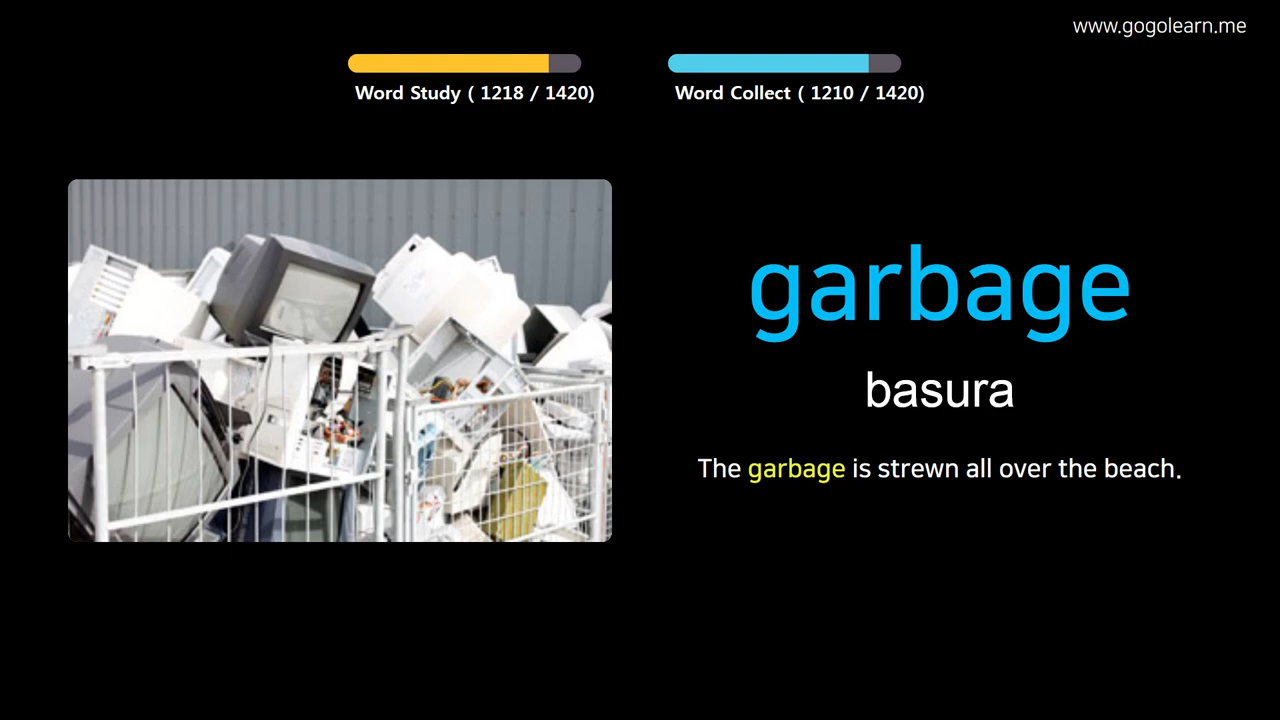 www.gogolearn.me
Word Study ( 1218 / 1420)
Word Collect ( 1210 / 1420)
garbage
basura
The garbage is strewn all over the beach.